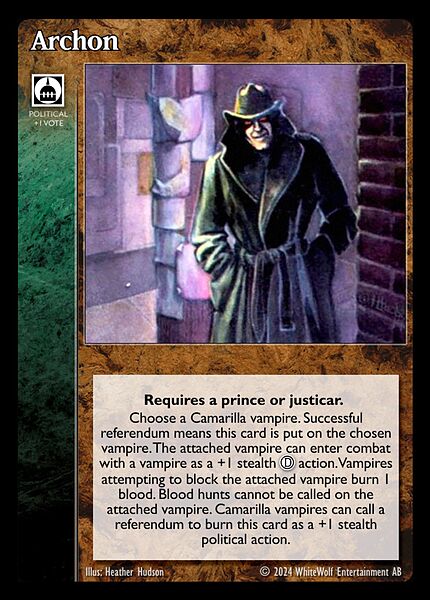 Archon
POLITICAL
+1 VOTE
Requires a prince or justicar.
Choose a Camarilla vampire. Successful
referendum means this card is put on the chosen
vampire. The attached vampire can enter combat
with a vampire as a +1 stealth Ⓓ action. Vampires
attempting to block the attached vampire burn 1
blood. Blood hunts cannot be called on the
attached vampire. Camarilla vampires can call a
referendum to burn this card as a +1 stealth
political action.
Illus: Heather Hudson
© 2024 WhiteWolf Entertainment AB